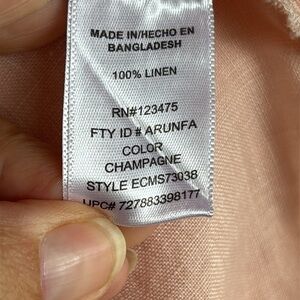 MADE IN/HECHO EN
BANGLADESH
100% LINEN
RN#123475
FTY ID # ARUNFA
COLOR
CHAMPAGNE
STYLE ECMS73038
UPC# 727883398177